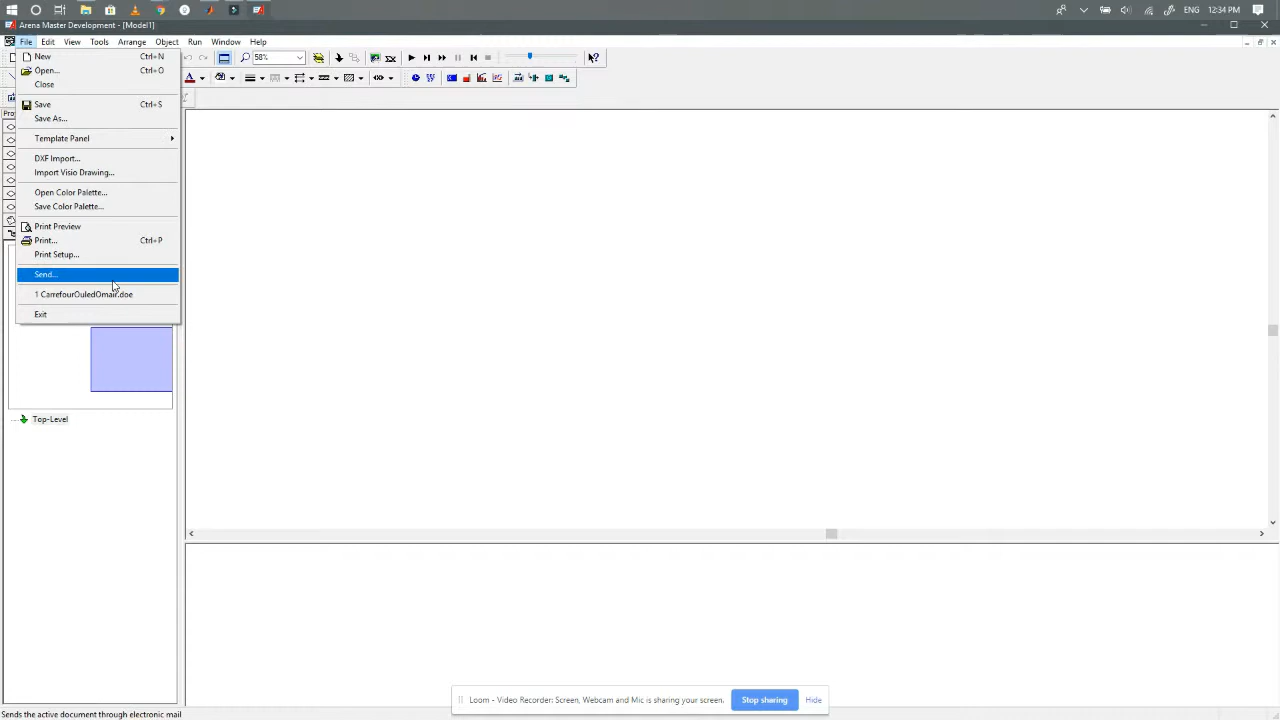 ENG 12:34 PM
Arena Master Development - [Model1]
File Edit View Tools Arrange Object Run Window Help
58%
New Ctrl+N
Open... Ctrl+O
Close
Save Ctrl+S
Save As...
Template Panel
DXF Import...
Import Visio Drawing...
Open Color Palette...
Save Color Palette...
Print Preview
Print... Ctrl+P
Print Setup...
Send...
1 CarrefourOuledOmair.doe
Exit
Top-Level
Loom - Video Recorder: Screen, Webcam and Mic is sharing your screen. Stop sharing Hide
Sends the active document through electronic mail